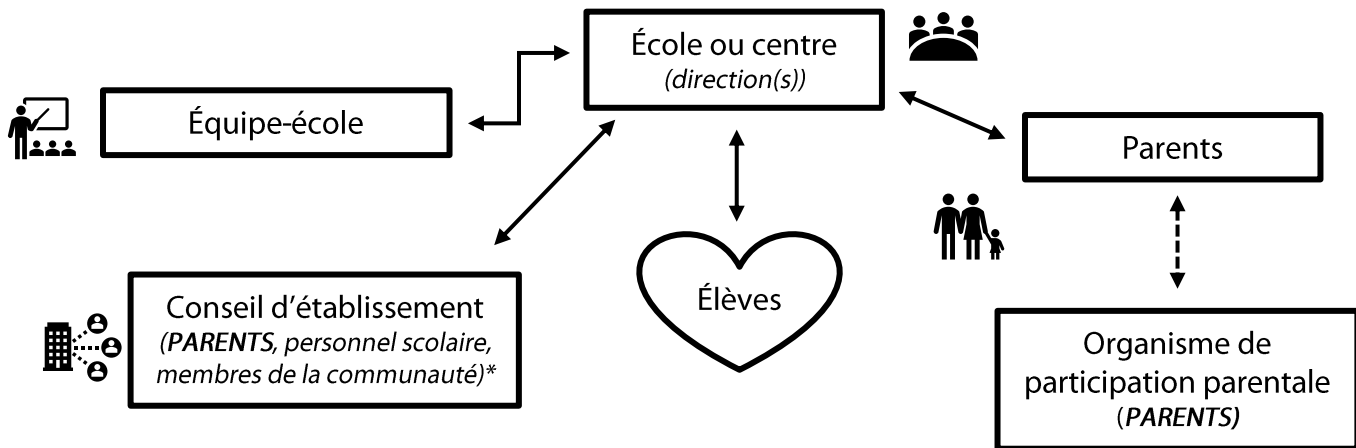 École ou centre
(direction(s))
Équipe-école
Parents
Élèves
Conseil d’établissement
(PARENTS, personnel scolaire,
membres de la communauté)*
Organisme de
participation parentale
(PARENTS)